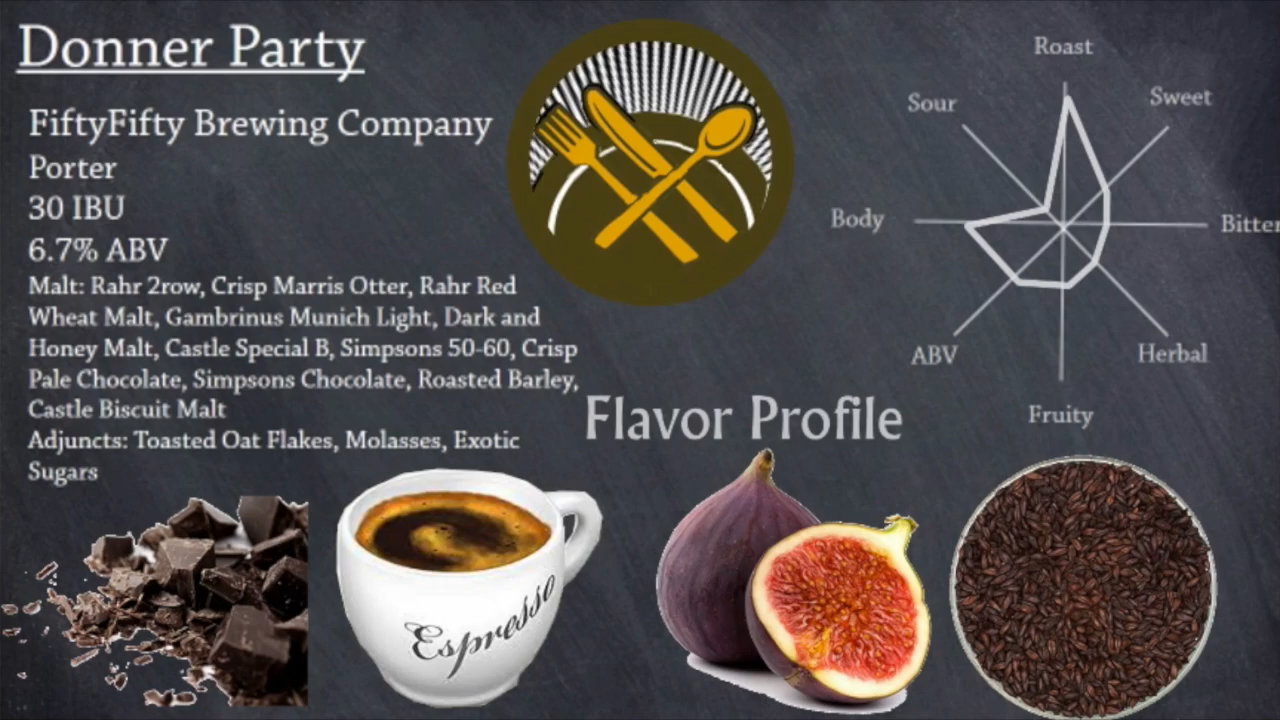 Donner Party
FiftyFifty Brewing Company
Porter
30 IBU
6.7% ABV
Malt: Rahr 2row, Crisp Marris Otter, Rahr Red
Wheat Malt, Gambrinus Munich Light, Dark and
Honey Malt, Castle Special B, Simpsons 50-60, Crisp
Pale Chocolate, Simpsons Chocolate, Roasted Barley,
Castle Biscuit Malt
Adjuncts: Toasted Oat Flakes, Molasses, Exotic
Sugars
Roast
Sour
Sweet
Body
Bitter
ABV
Herbal
Fruity
Flavor Profile
Espresso